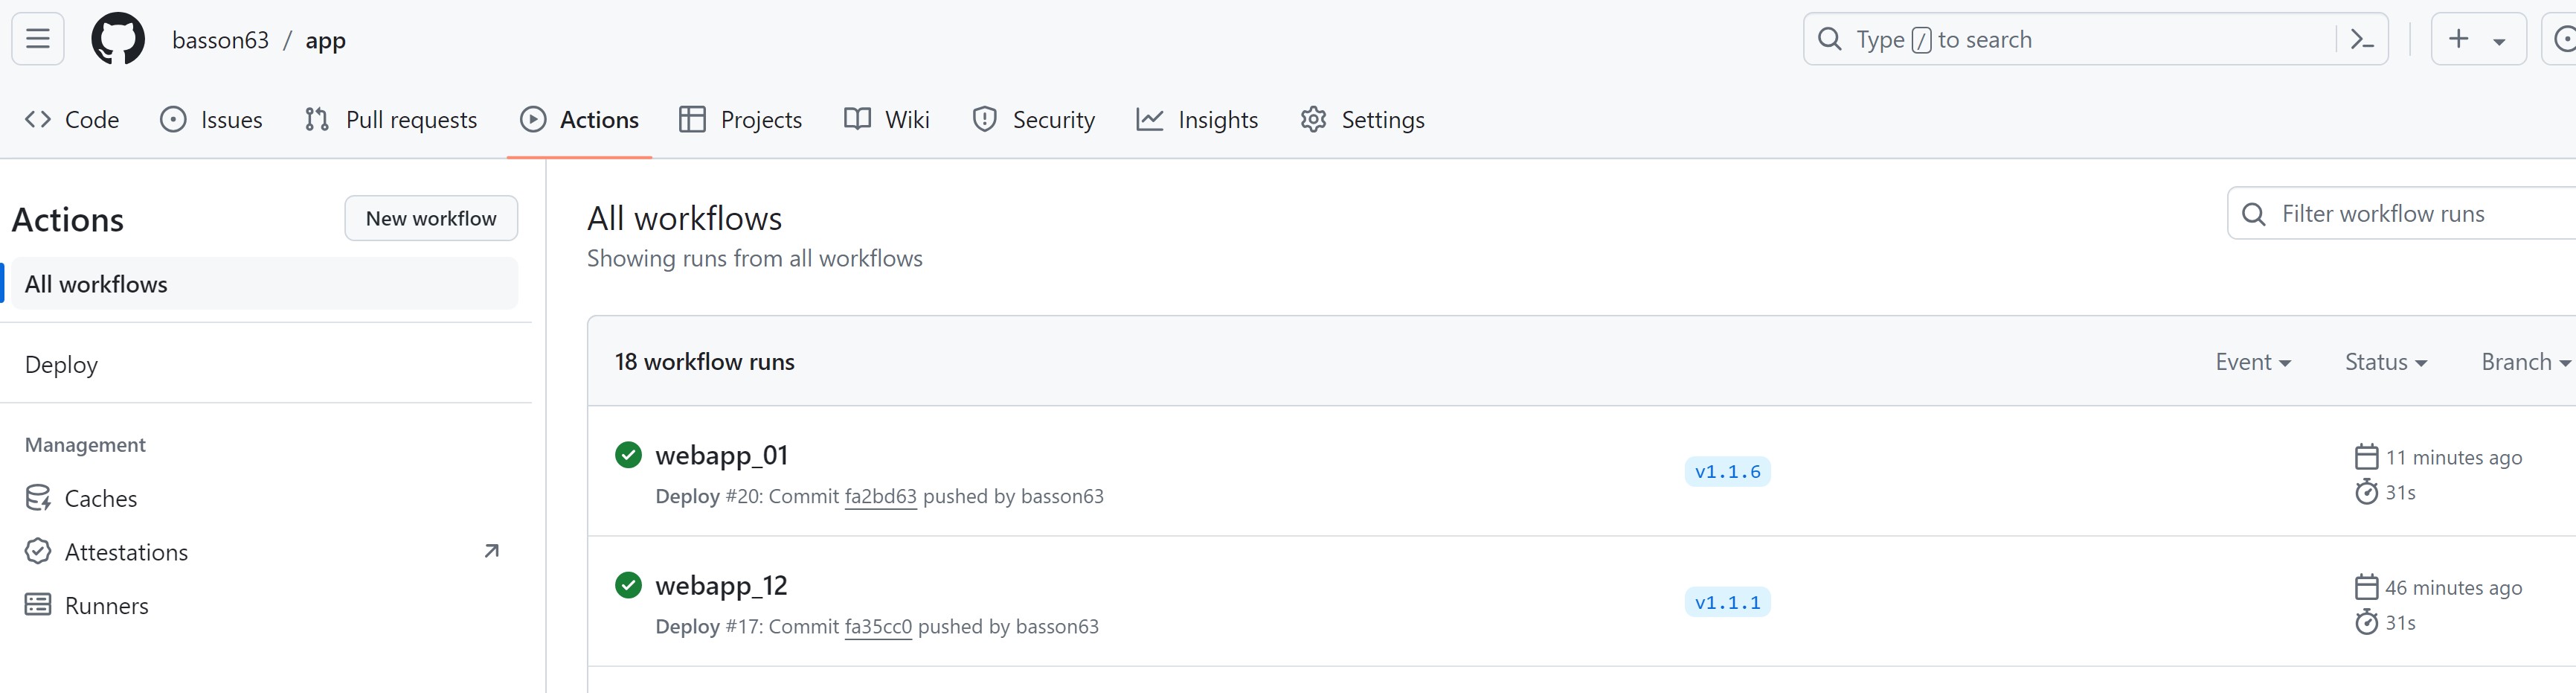 basson63 / app
Type / to search
Code Issues Pull requests Actions Projects Wiki Security Insights Settings
Actions
New workflow
All workflows
Deploy
Management
Caches
Attestations
Runners
All workflows
Showing runs from all workflows
Filter workflow runs
18 workflow runs
Event Status Branch
webapp_01
Deploy #20: Commit fa2bd63 pushed by basson63
v1.1.6
11 minutes ago
31s
webapp_12
Deploy #17: Commit fa35cc0 pushed by basson63
v1.1.1
46 minutes ago
31s